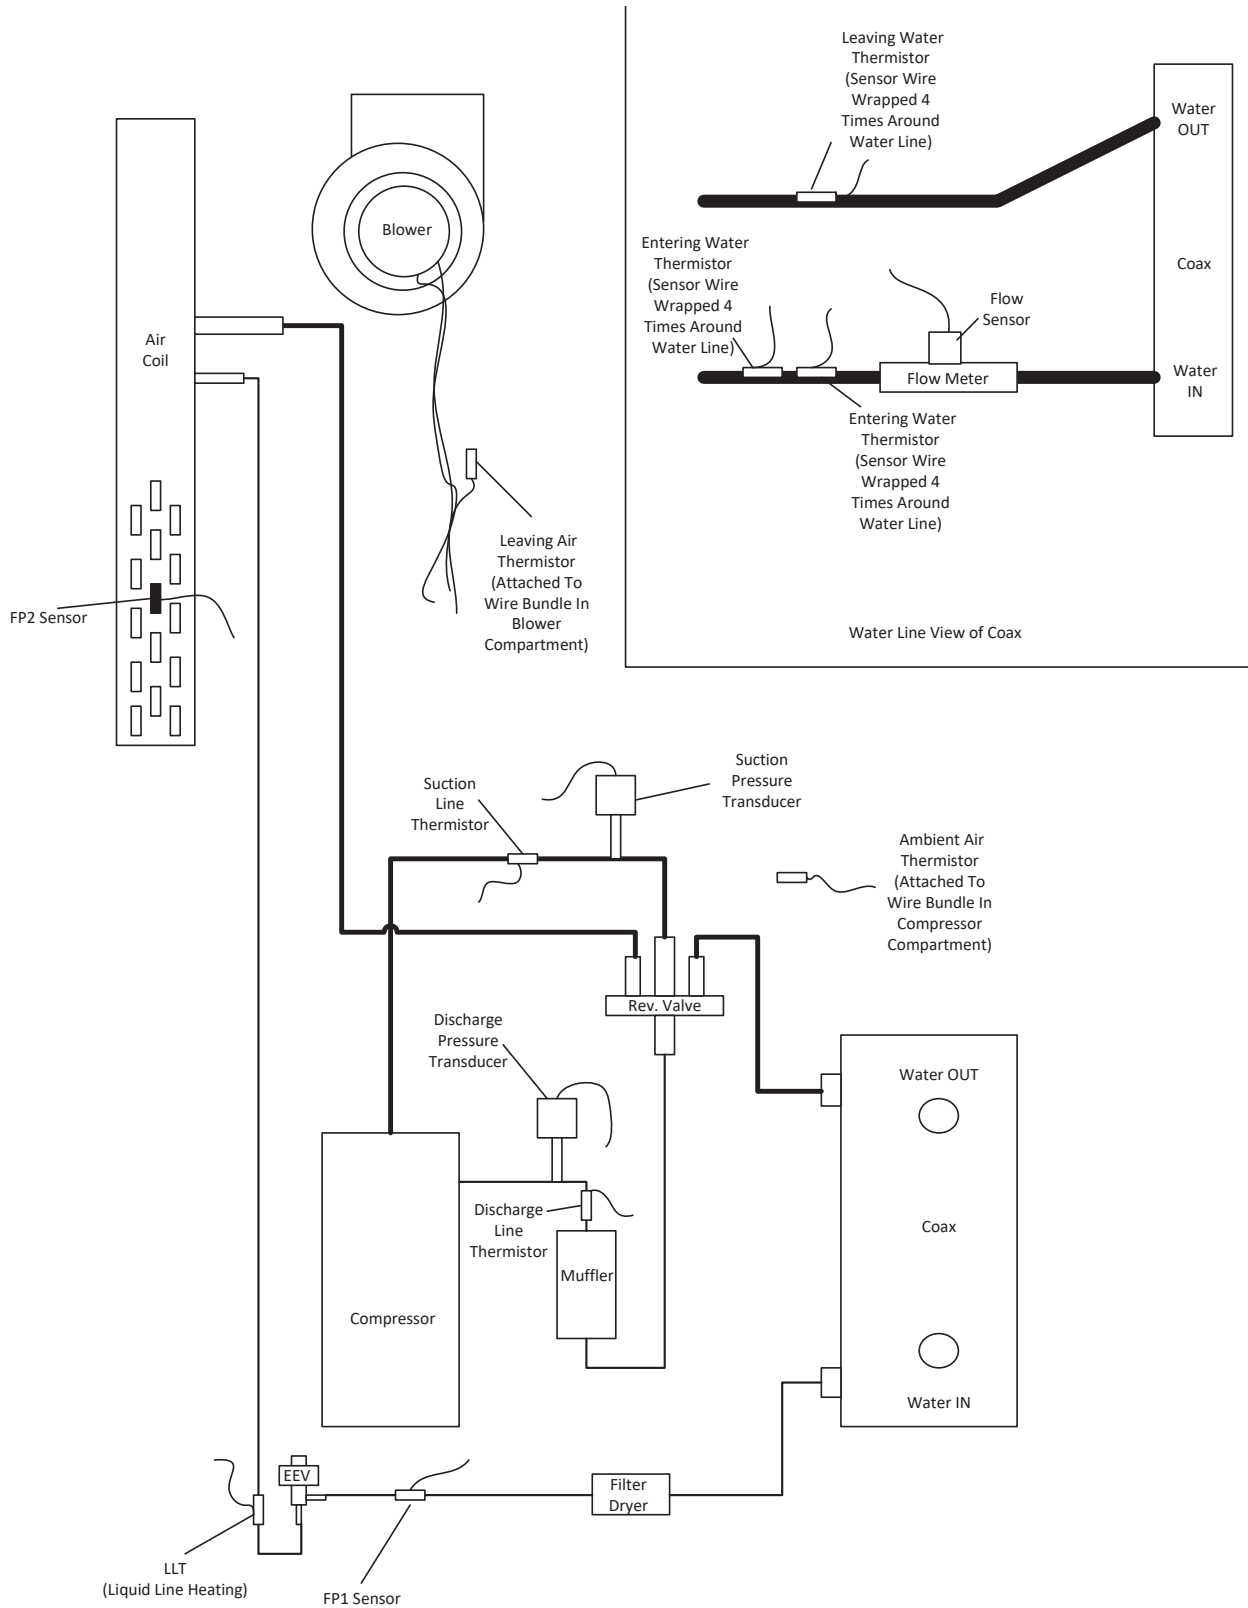 Leaving Water
Thermistor
(Sensor Wire
Wrapped 4
Times Around
Water Line)
Water
OUT
Blower
Entering Water
Thermistor
(Sensor Wire
Wrapped 4
Times Around
Water Line)
Coax
Flow
Sensor
Air
Coil
Flow Meter
Water
IN
Entering Water
Thermistor
(Sensor Wire
Wrapped 4
Times Around
Water Line)
Leaving Air
Thermistor
(Attached To
Wire Bundle In
Blower
Compartment)
FP2 Sensor
Water Line View of Coax
Suction
Pressure
Transducer
Suction
Line
Thermistor
Ambient Air
Thermistor
(Attached To
Wire Bundle In
Compressor
Compartment)
Rev. Valve
Discharge
Pressure
Transducer
Water OUT
Discharge
Line
Thermistor
Coax
Muffler
Compressor
Water IN
EEV
Filter
Dryer
LLT
(Liquid Line Heating)
FP1 Sensor